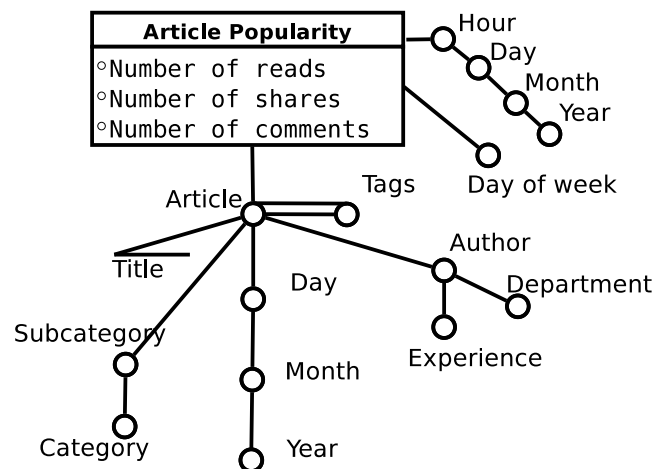 Article Popularity
Number of reads
Number of shares
Number of comments
Hour
Day
Month
Year
Day of week
Tags
Article
Title
Author
Department
Experience
Day
Month
Year
Subcategory
Category